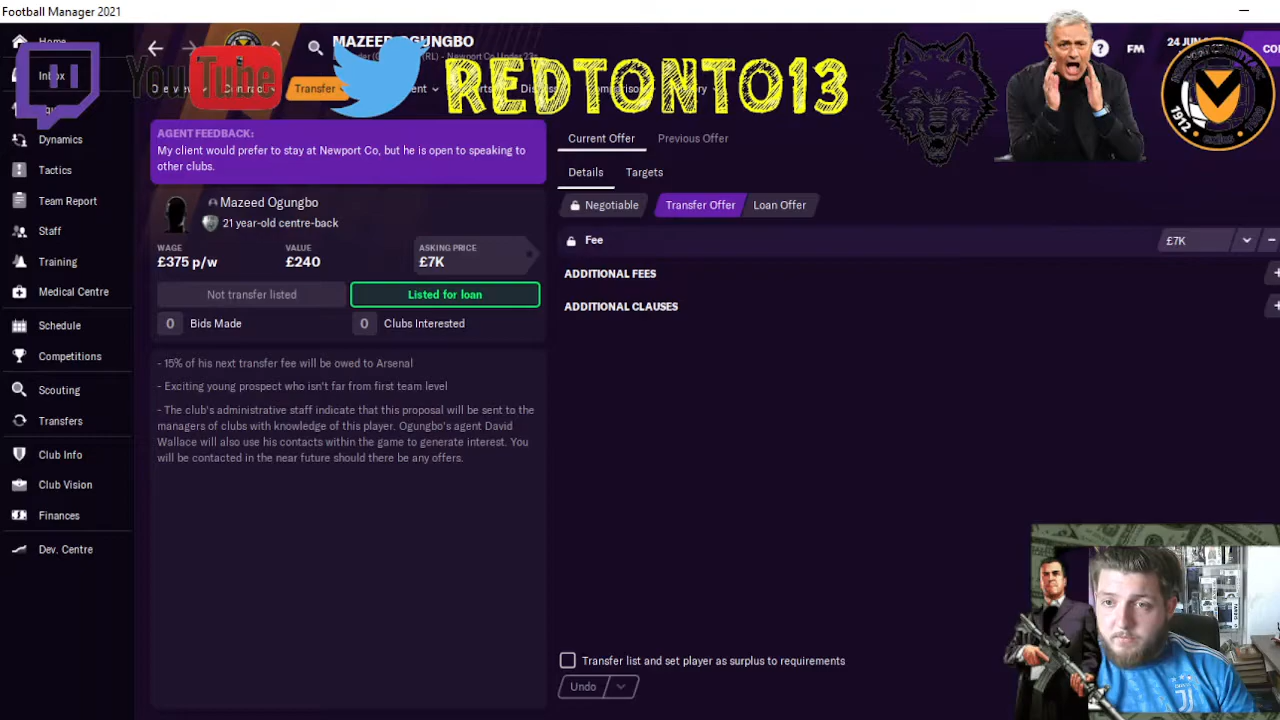 Football Manager 2021
Home
MAZEED OGUNGBO
24 JUN
FM
?
Inbox
YouTube
REDTONTO13
1912
1989
exiles
Transfer
Dynamics
Tactics
Team Report
Staff
Training
Medical Centre
Schedule
Competitions
Scouting
Transfers
Club Info
Club Vision
Finances
Dev. Centre
AGENT FEEDBACK:
My client would prefer to stay at Newport Co, but he is open to speaking to
other clubs.
Mazeed Ogungbo
21 year-old centre-back
WAGE VALUE ASKING PRICE
£375 p/w £240 £7K
Not transfer listed Listed for loan
0 Bids Made 0 Clubs Interested
- 15% of his next transfer fee will be owed to Arsenal
- Exciting young prospect who isn't far from first team level
- The club's administrative staff indicate that this proposal will be sent to the
managers of clubs with knowledge of this player. Ogungbo's agent David
Wallace will also use his contacts within the game to generate interest. You
will be contacted in the near future should there be any offers.
Current Offer Previous Offer
Details Targets
Negotiable Transfer Offer Loan Offer
Fee £7K
ADDITIONAL FEES
ADDITIONAL CLAUSES
Transfer list and set player as surplus to requirements
Undo